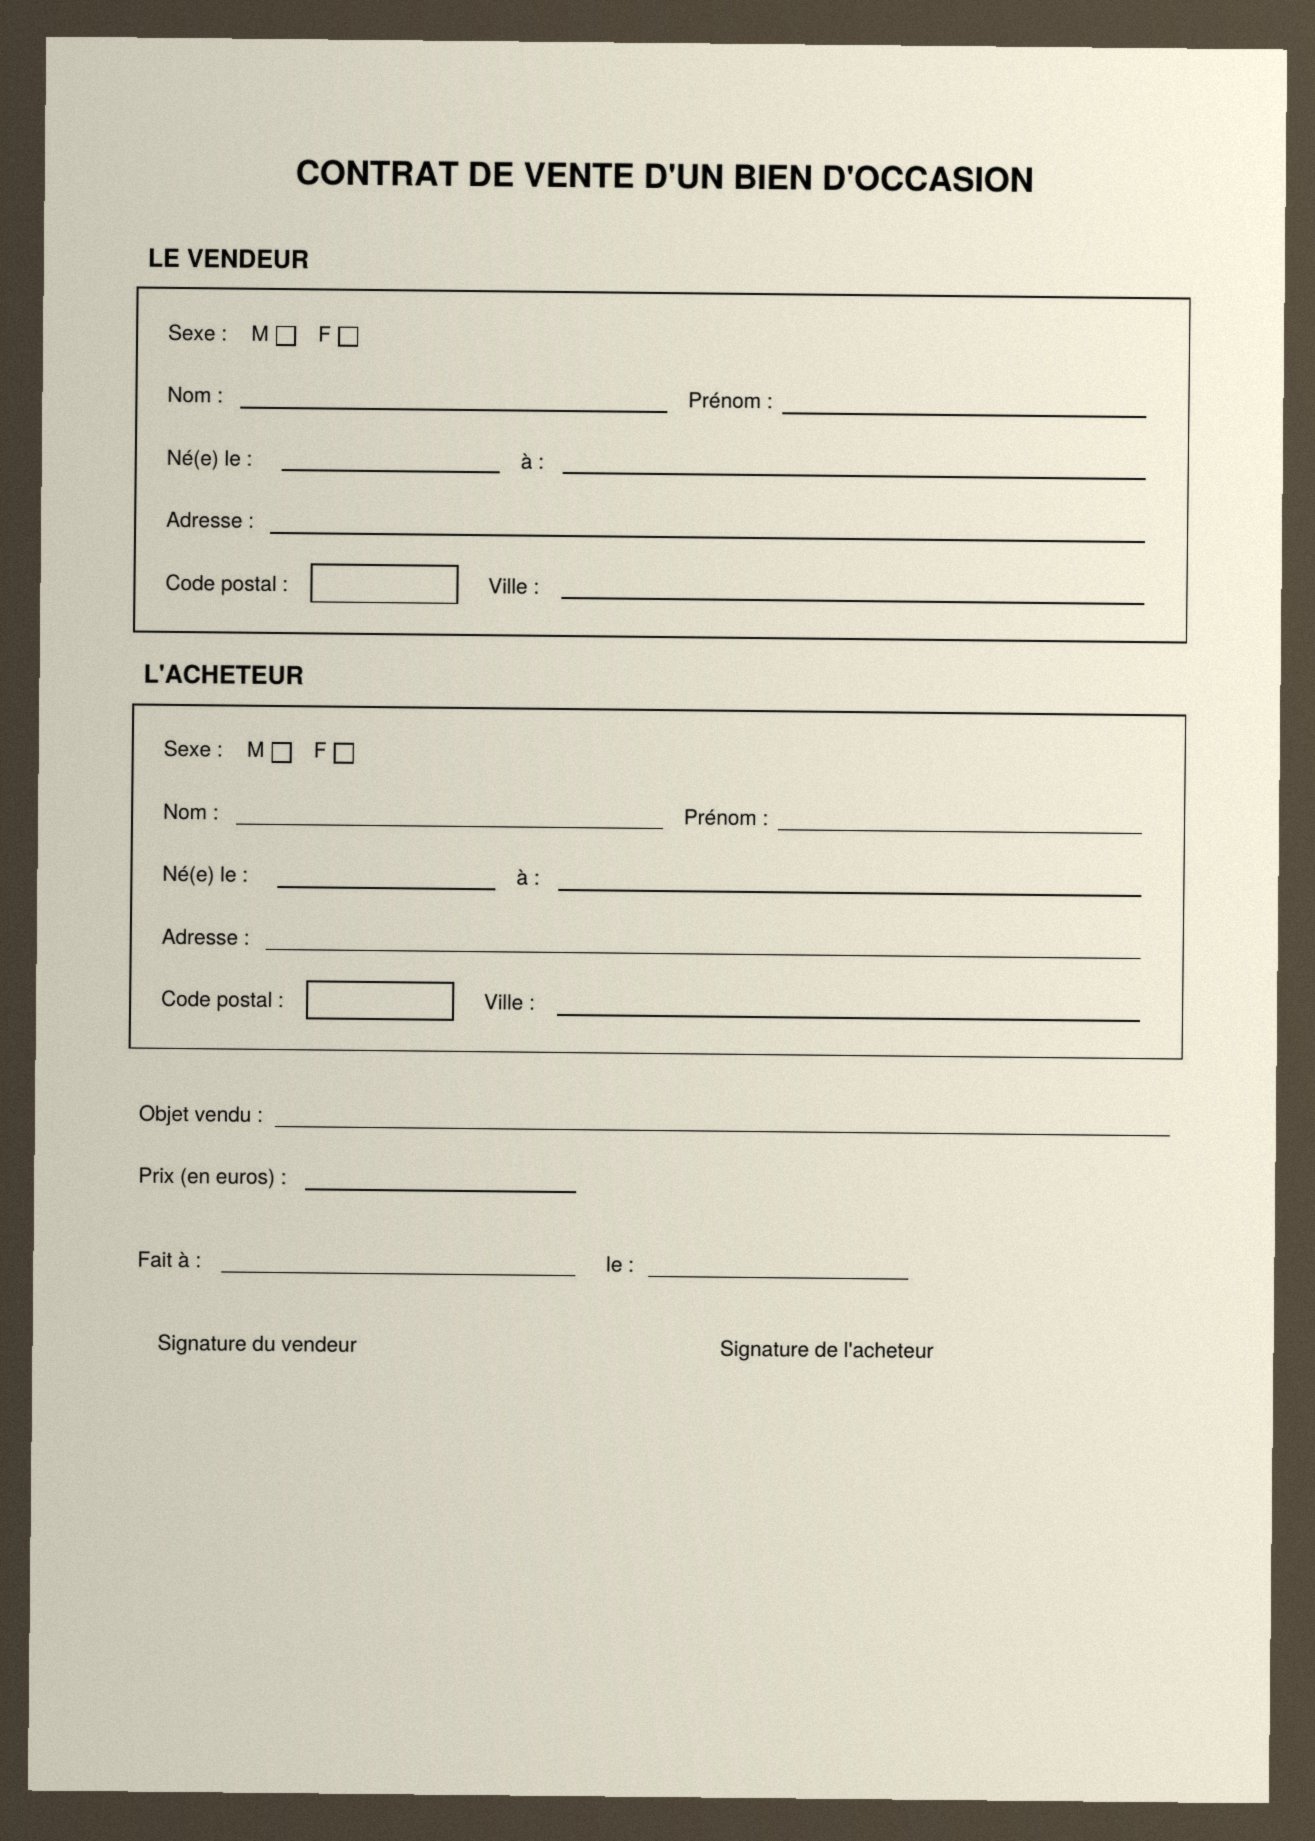 CONTRAT DE VENTE D'UN BIEN D'OCCASION
LE VENDEUR
Sexe : M F
Nom : Prénom :
Né(e) le : à :
Adresse :
Code postal : Ville :
L'ACHETEUR
Sexe : M F
Nom : Prénom :
Né(e) le : à :
Adresse :
Code postal : Ville :
Objet vendu :
Prix (en euros) :
Fait à : le :
Signature du vendeur Signature de l'acheteur